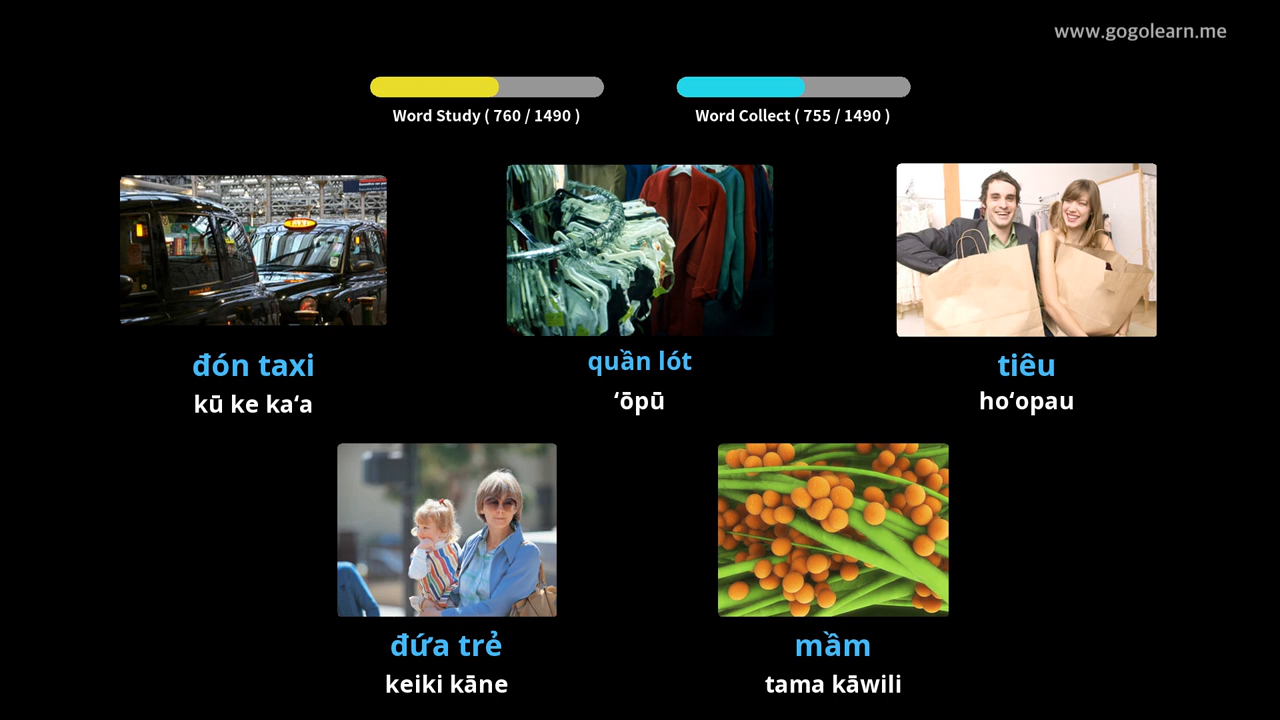 www.gogolearn.me
Word Study ( 760 / 1490 )
Word Collect ( 755 / 1490 )
TAXI
đón taxi
kū ke kaʻa
quần lót
ʻōpū
tiêu
hoʻopau
đứa trẻ
keiki kāne
mầm
tama kāwili